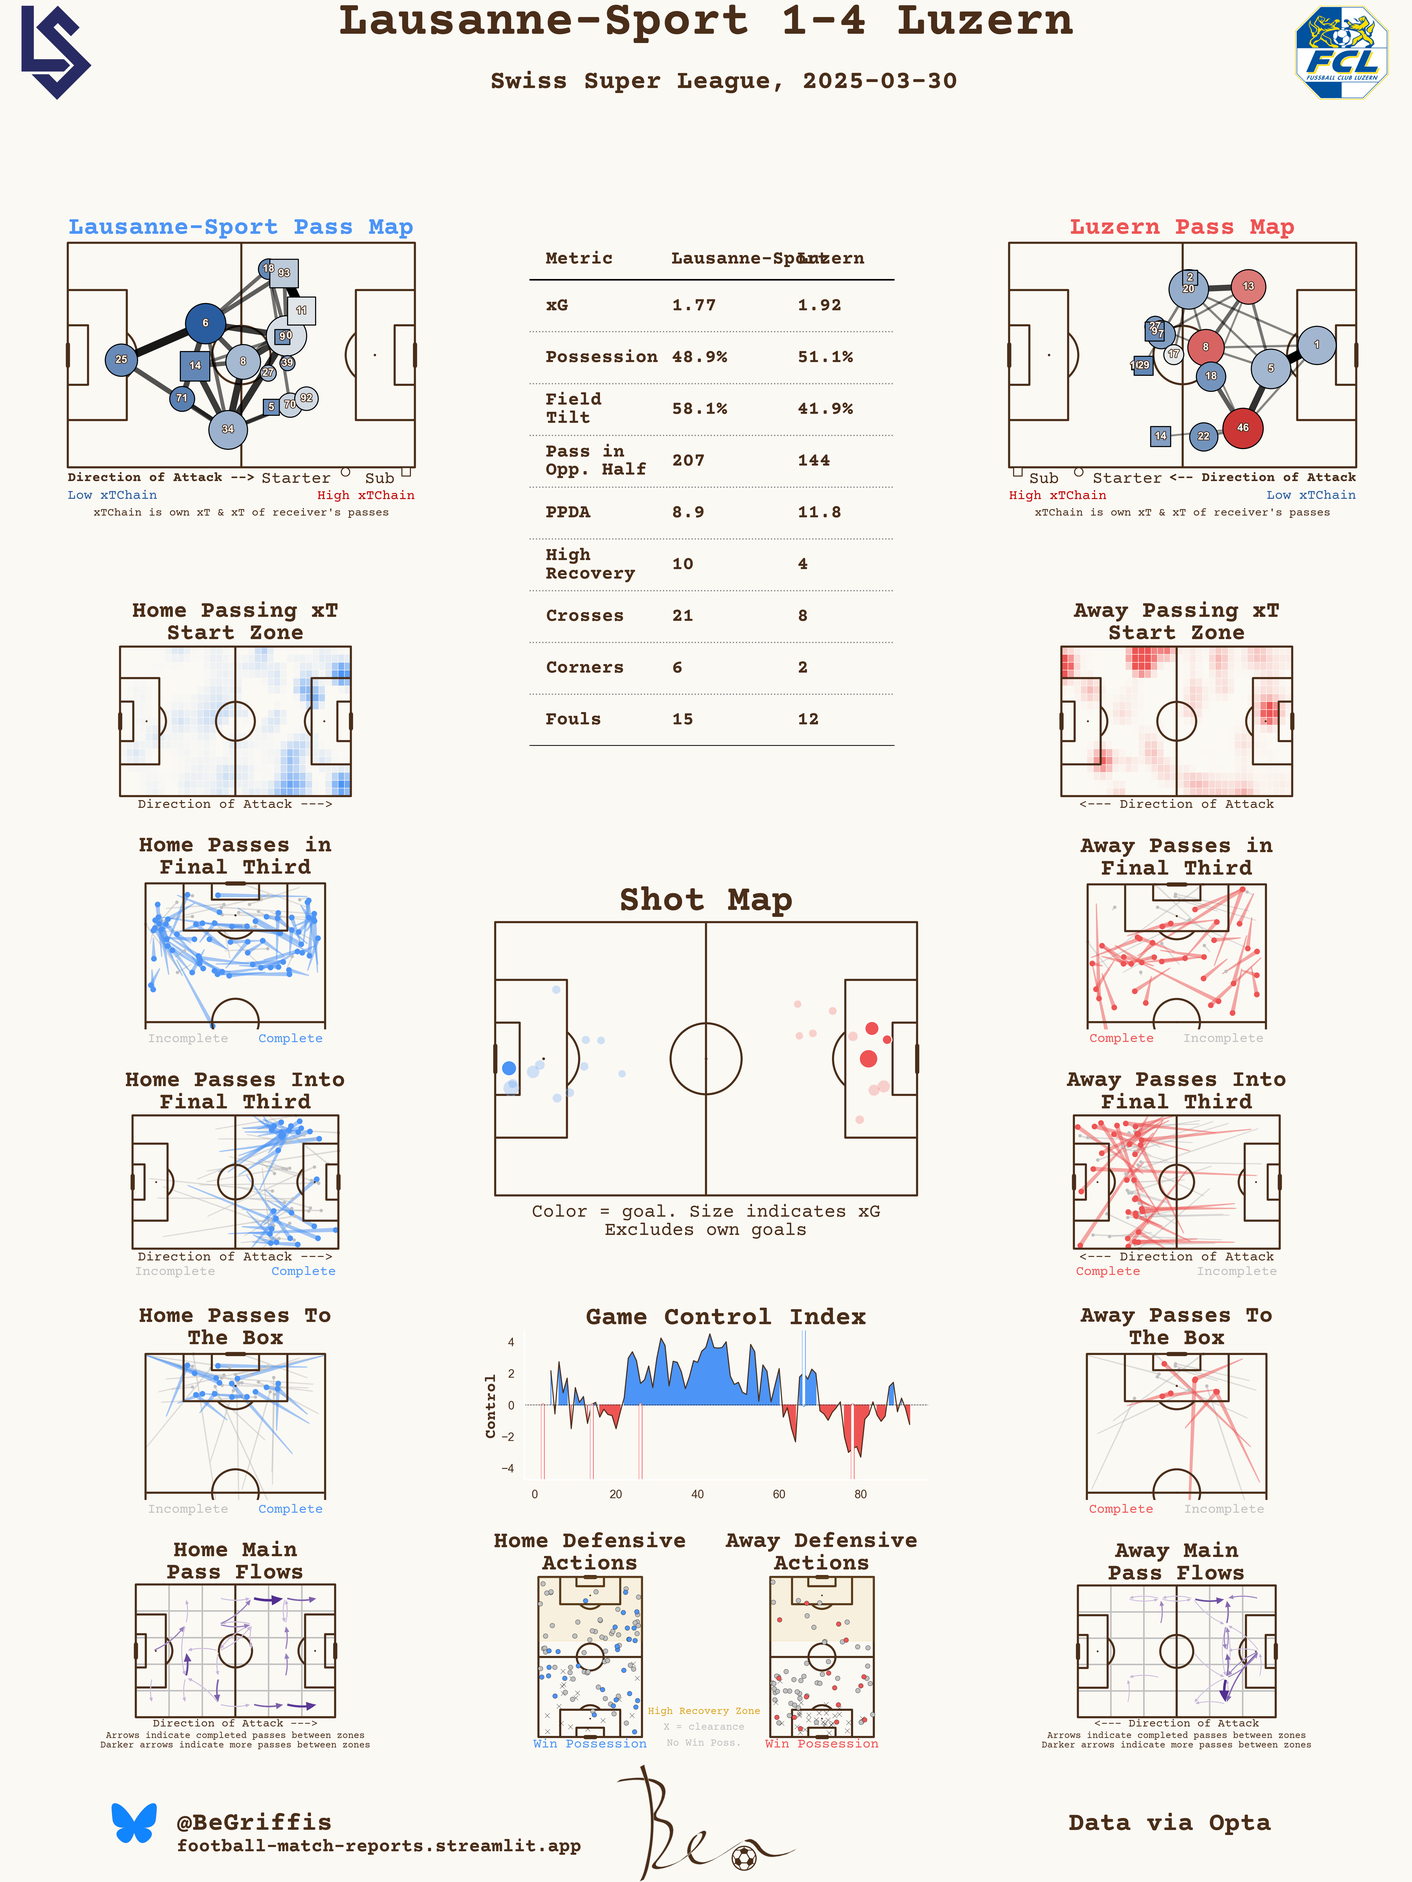 Lausanne-Sport 1-4 Luzern
Swiss Super League, 2025-03-30
FCL
FUSSBALL CLUB LUZERN
Lausanne-Sport Pass Map
18
93
11
6
90
25
14
8
39
27
71
5
70
92
34
Direction of Attack --> Starter Sub
Low xTChain High xTChain
xTChain is own xT & xT of receiver's passes
Metric Lausanne-Sport Luzern
xG 1.77 1.92
Possession 48.9% 51.1%
Field
Tilt 58.1% 41.9%
Pass in
Opp. Half 207 144
PPDA 8.9 11.8
High
Recovery 10 4
Crosses 21 8
Corners 6 2
Fouls 15 12
Luzern Pass Map
2
20
13
27
97
8
17
1
29
18
5
46
14
22
Sub Starter <-- Direction of Attack
High xTChain Low xTChain
xTChain is own xT & xT of receiver's passes
Home Passing xT
Start Zone
Direction of Attack --->
Away Passing xT
Start Zone
<--- Direction of Attack
Home Passes in
Final Third
Incomplete Complete
Away Passes in
Final Third
Complete Incomplete
Shot Map
Color = goal. Size indicates xG
Excludes own goals
Home Passes Into
Final Third
Direction of Attack --->
Incomplete Complete
Away Passes Into
Final Third
<--- Direction of Attack
Complete Incomplete
Home Passes To
The Box
Incomplete Complete
Game Control Index
Control
4
2
0
−2
−4
0 20 40 60 80
Away Passes To
The Box
Complete Incomplete
Home Main
Pass Flows
Direction of Attack --->
Arrows indicate completed passes between zones
Darker arrows indicate more passes between zones
Home Defensive
Actions
Win Possession
Away Defensive
Actions
Win Possession
High Recovery Zone
X = clearance
No Win Poss.
Away Main
Pass Flows
<--- Direction of Attack
Arrows indicate completed passes between zones
Darker arrows indicate more passes between zones
@BeGriffis
football-match-reports.streamlit.app
Ben
Data via Opta